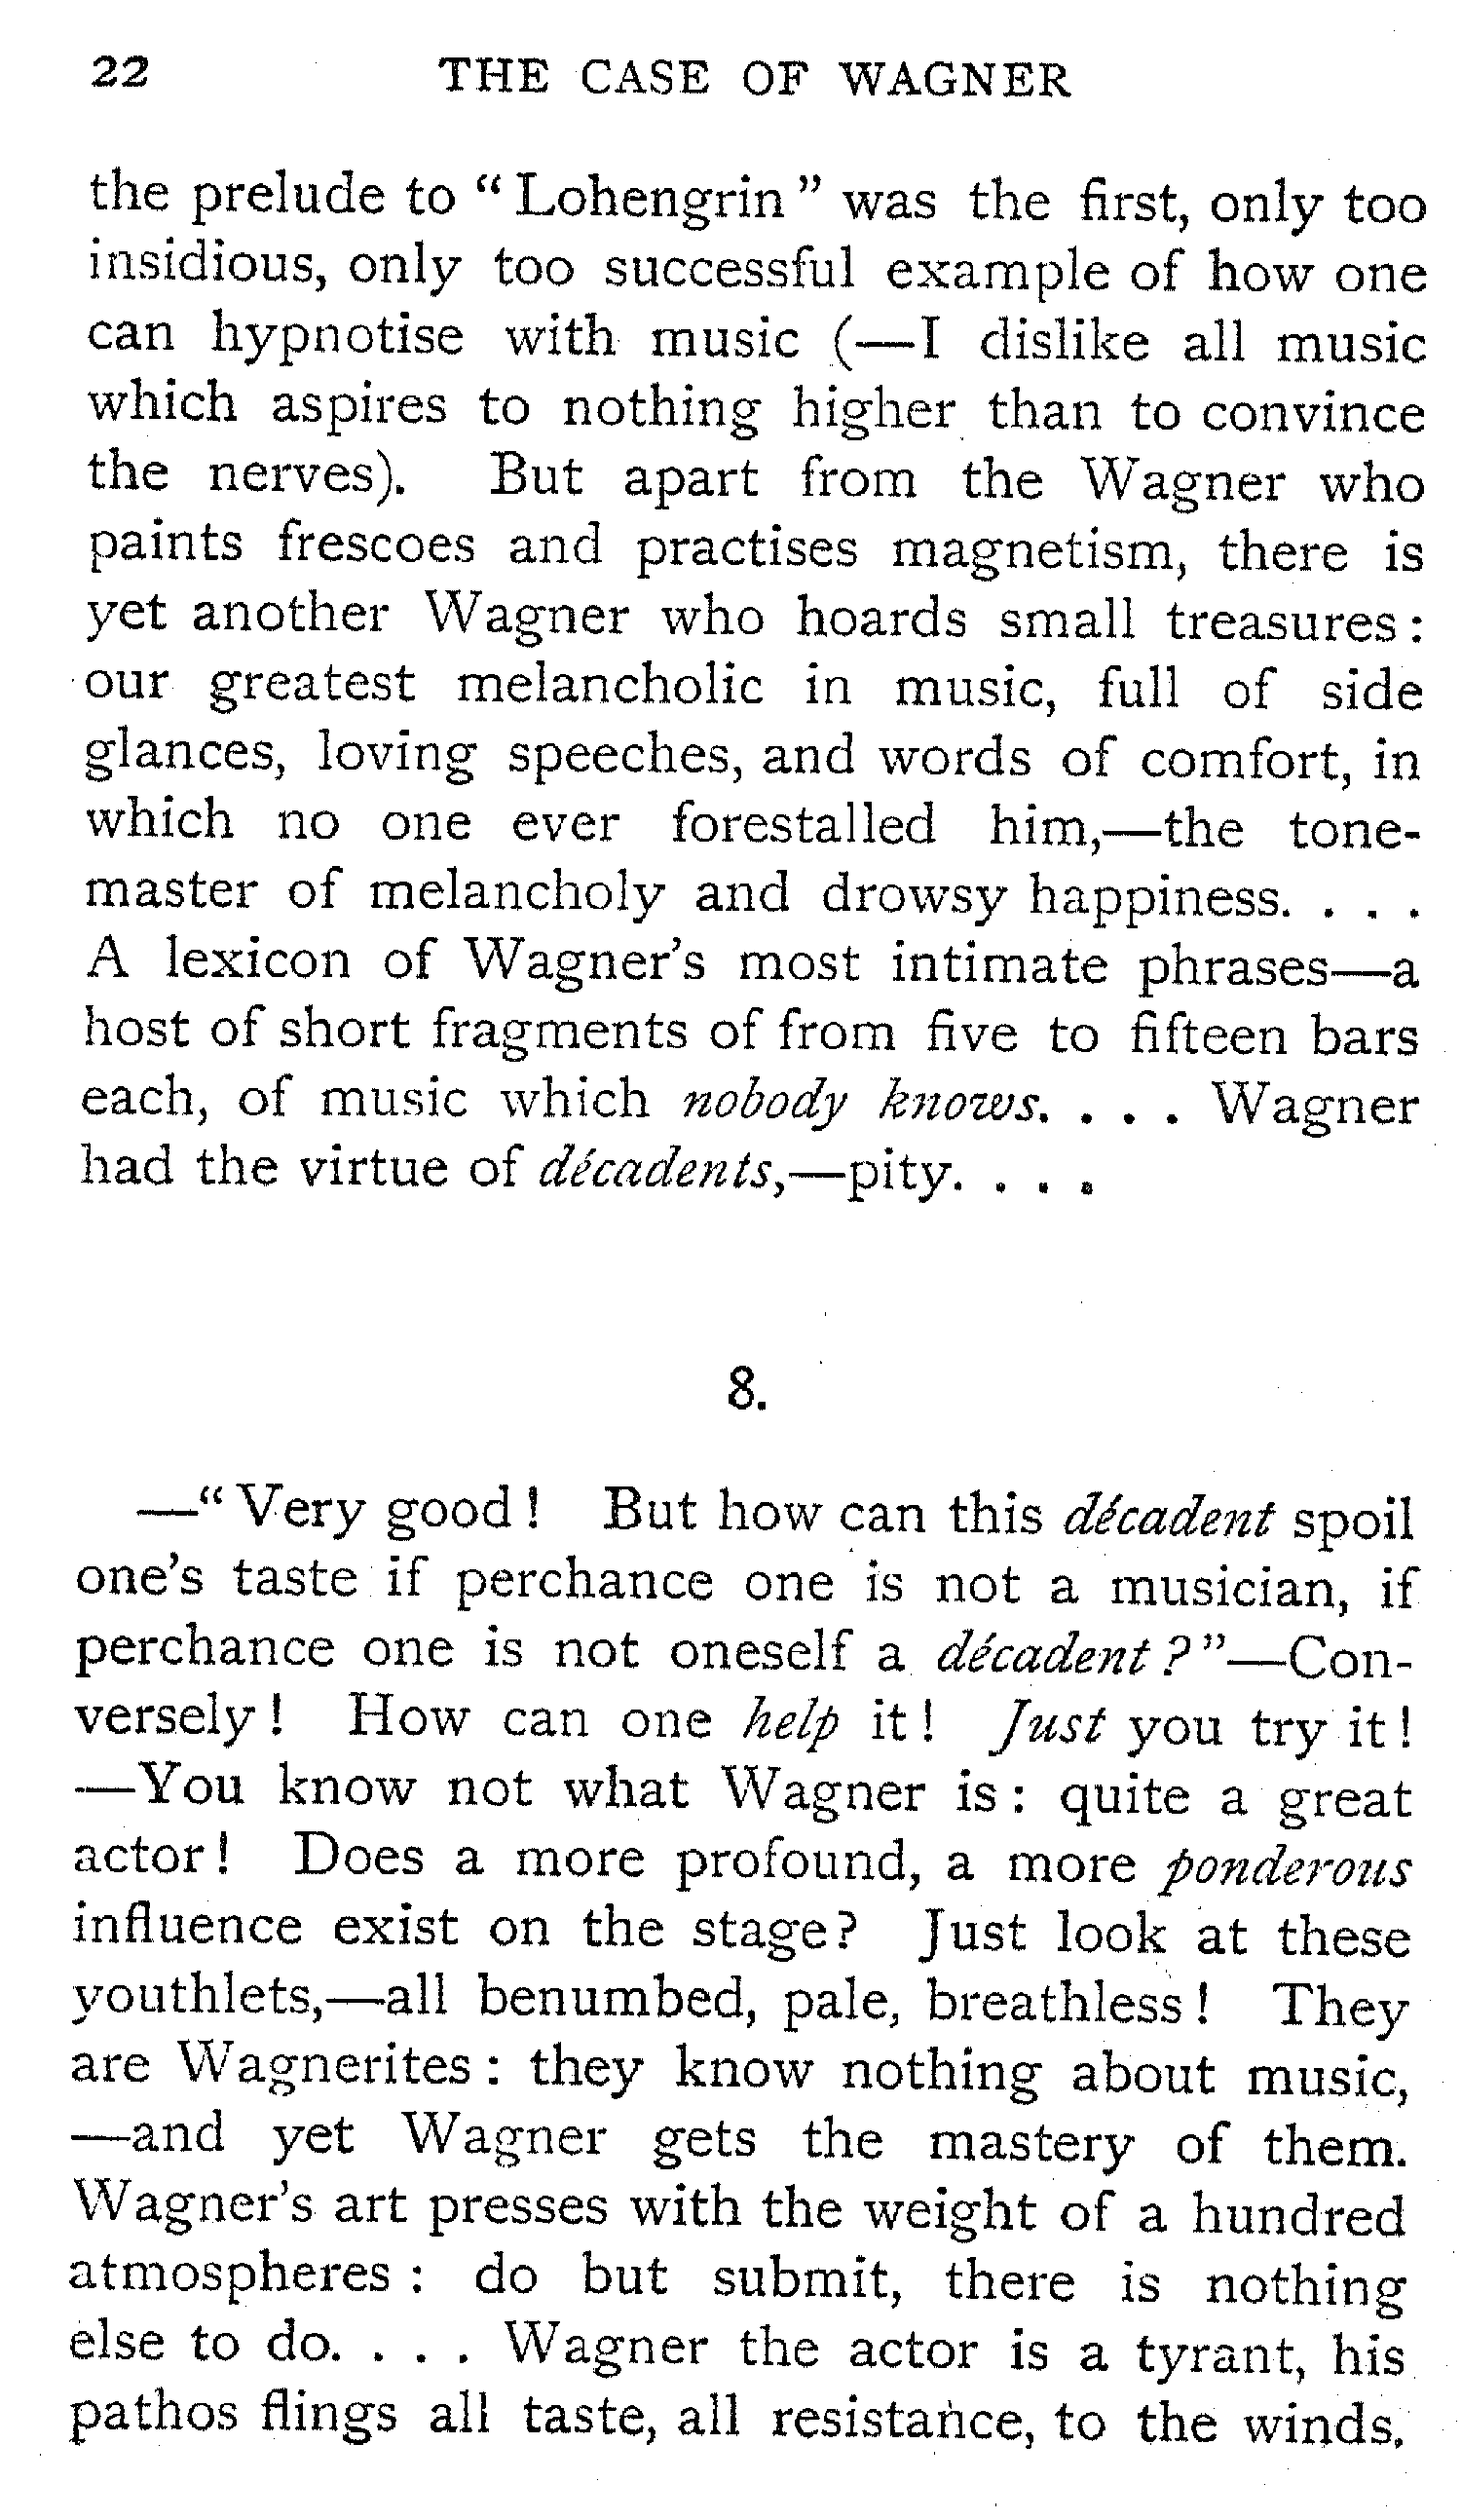 22 THE CASE OF WAGNER
the prelude to “Lohengrin” was the first, only too
insidious, only too successful example of how one
can hypnotise with music (—I dislike all music
which aspires to nothing higher than to convince
the nerves). But apart from the Wagner who
paints frescoes and practises magnetism, there is
yet another Wagner who hoards small treasures:
our greatest melancholic in music, full of side
glances, loving speeches, and words of comfort, in
which no one ever forestalled him,—the tone-
master of melancholy and drowsy happiness. . . .
A lexicon of Wagner's most intimate phrases—a
host of short fragments of from five to fifteen bars
each, of music which nobody knows. . . . Wagner
had the virtue of décadents,—pity. . . .
8.
—“Very good! But how can this décadent spoil
one's taste if perchance one is not a musician, if
perchance one is not oneself a décadent?”—Con-
versely! How can one help it! Just you try it!
—You know not what Wagner is: quite a great
actor! Does a more profound, a more ponderous
influence exist on the stage? Just look at these
youthlets,—all benumbed, pale, breathless! They
are Wagnerites: they know nothing about music,
—and yet Wagner gets the mastery of them.
Wagner's art presses with the weight of a hundred
atmospheres: do but submit, there is nothing
else to do. . . . Wagner the actor is a tyrant, his
pathos flings all taste, all resistance, to the winds.